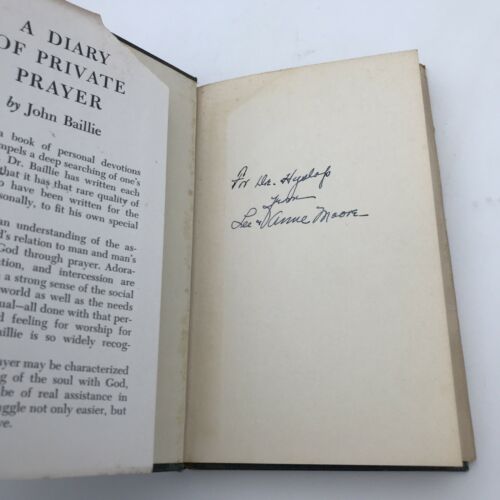 A DIARY
OF PRIVATE
PRAYER
by John Baillie
a book of personal devotions
mpels a deep searching of one's
Dr. Baillie has written each
that it has that rare quality of
to have been written for the
sonally, to fit his own special
an understanding of the as-
d's relation to man and man's
God through prayer. Adora-
tion, and intercession are
a strong sense of the social
world as well as the needs
ual—all done with that per-
d feeling for worship for
aillie is so widely recog-
ayer may be characterized
ng of the soul with God,
be of real assistance in
uggle not only easier, but
ve.
For Dr. Hyslop
from
Lee & Anne Moore